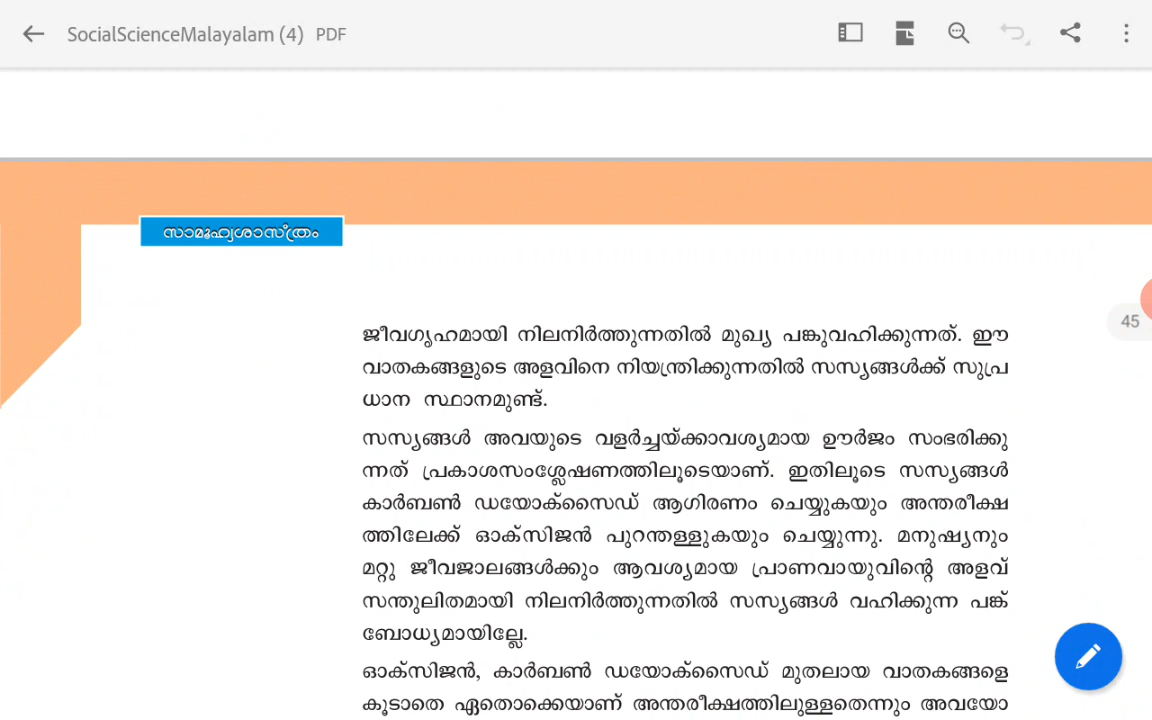 SocialScienceMalayalam (4) PDF
സാമൂഹ്യശാസ്ത്രം
ജീവഗൃഹമായി നിലനിർത്തുന്നതിൽ മുഖ്യ പങ്കുവഹിക്കുന്നത്. ഈ
45
വാതകങ്ങളുടെ അളവിനെ നിയന്ത്രിക്കുന്നതിൽ സസ്യങ്ങൾക്ക് സുപ്ര
ധാന സ്ഥാനമുണ്ട്.
സസ്യങ്ങൾ അവയുടെ വളർച്ചയ്ക്കാവശ്യമായ ഊർജം സംഭരിക്കു
ന്നത് പ്രകാശസംശ്ലേഷണത്തിലൂടെയാണ്. ഇതിലൂടെ സസ്യങ്ങൾ
കാർബൺ ഡയോക്സൈഡ് ആഗിരണം ചെയ്യുകയും അന്തരീക്ഷ
ത്തിലേക്ക് ഓക്സിജൻ പുറന്തള്ളുകയും ചെയ്യുന്നു. മനുഷ്യനും
മറ്റു ജീവജാലങ്ങൾക്കും ആവശ്യമായ പ്രാണവായുവിന്റെ അളവ്
സന്തുലിതമായി നിലനിർത്തുന്നതിൽ സസ്യങ്ങൾ വഹിക്കുന്ന പങ്ക്
ബോധ്യമായില്ലേ.
ഓക്സിജൻ, കാർബൺ ഡയോക്സൈഡ് മുതലായ വാതകങ്ങളെ
കൂടാതെ ഏതൊക്കെയാണ് അന്തരീക്ഷത്തിലുള്ളതെന്നും അവയോ